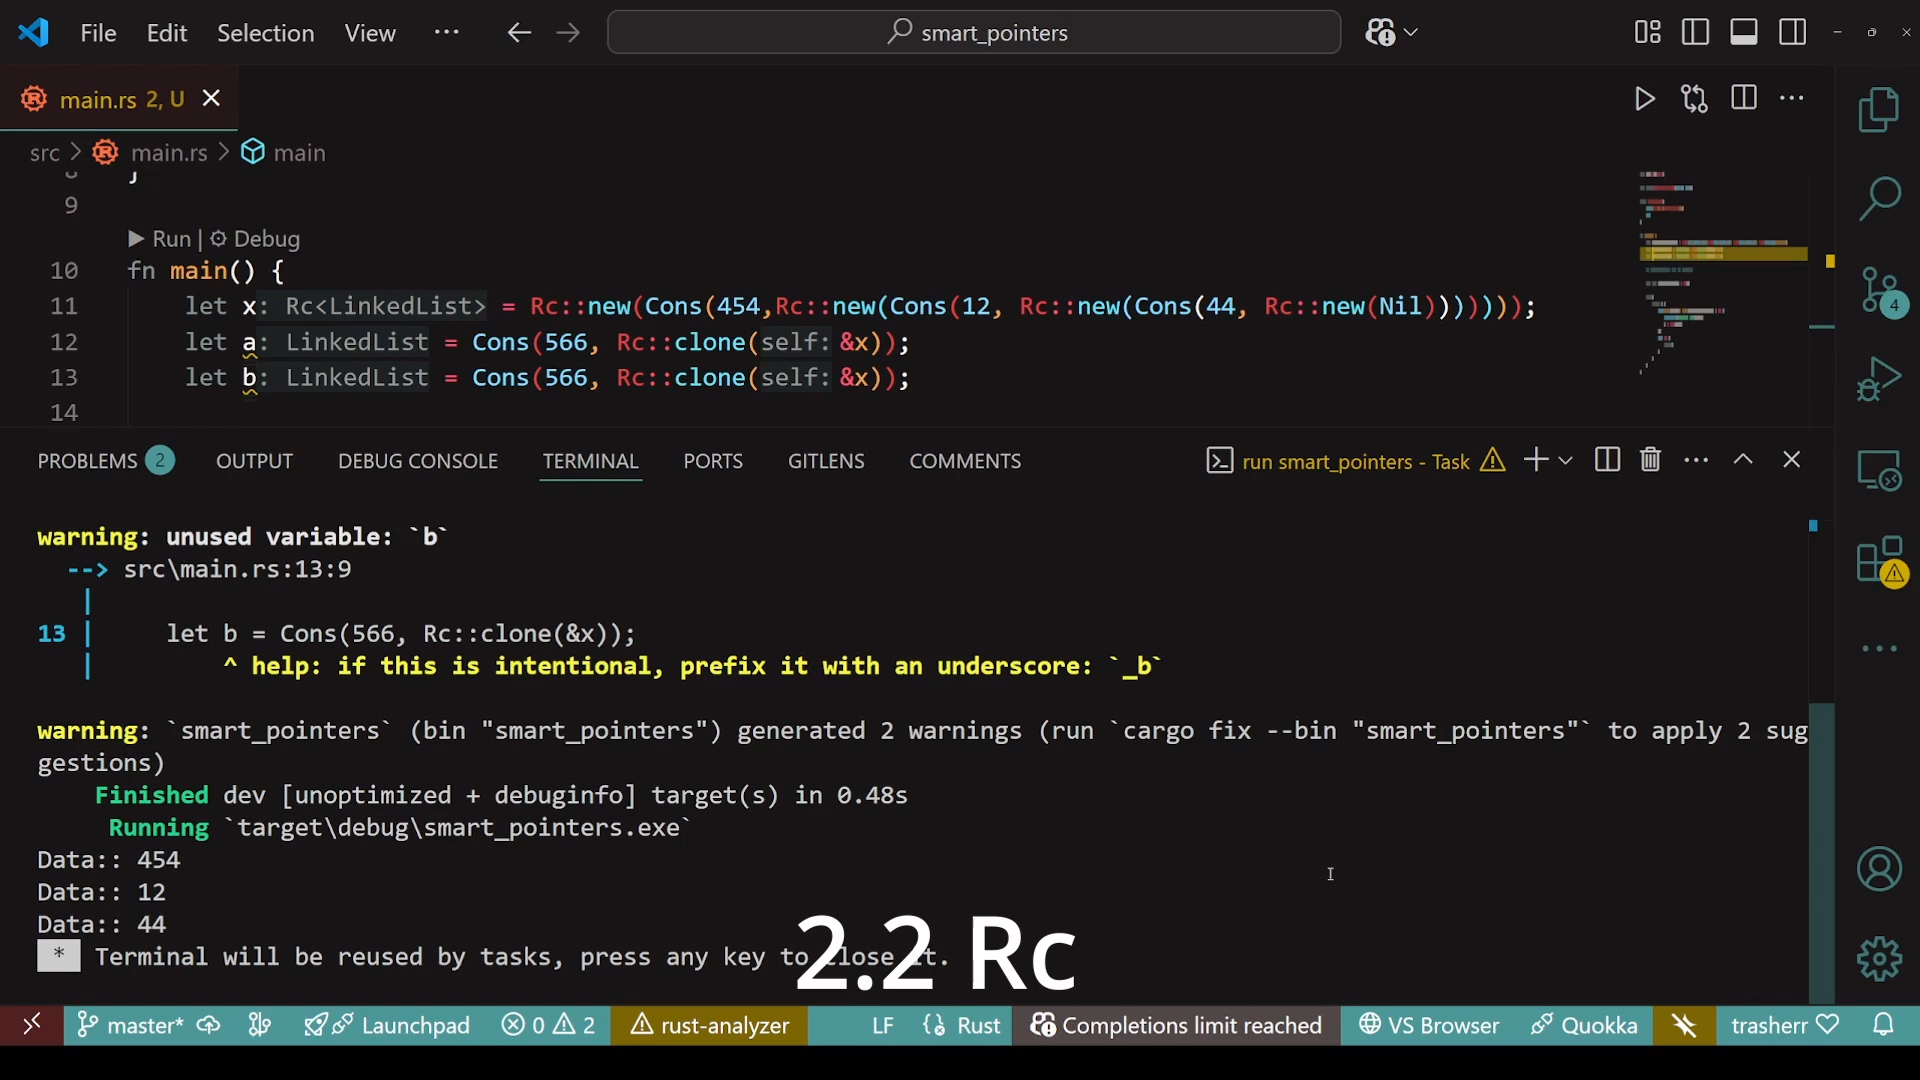 File Edit Selection View ··· smart_pointers
main.rs 2, U
src > main.rs > main
8 }
9
Run | Debug
10 fn main() {
11 let x: Rc<LinkedList> = Rc::new(Cons(454,Rc::new(Cons(12, Rc::new(Cons(44, Rc::new(Nil)))))));
12 let a: LinkedList = Cons(566, Rc::clone(self: &x));
13 let b: LinkedList = Cons(566, Rc::clone(self: &x));
14
4
PROBLEMS 2 OUTPUT DEBUG CONSOLE TERMINAL PORTS GITLENS COMMENTS run smart_pointers - Task
warning: unused variable: `b`
--> src\main.rs:13:9
|
13 | let b = Cons(566, Rc::clone(&x));
| ^ help: if this is intentional, prefix it with an underscore: `_b`
warning: `smart_pointers` (bin "smart_pointers") generated 2 warnings (run `cargo fix --bin "smart_pointers"` to apply 2 sug
gestions)
Finished dev [unoptimized + debuginfo] target(s) in 0.48s
Running `target\debug\smart_pointers.exe`
Data:: 454
Data:: 12
Data:: 44
* Terminal will be reused by tasks, press any key to close it.
2.2 Rc
master* Launchpad 0 2 rust-analyzer LF Rust Completions limit reached VS Browser Quokka trasherr